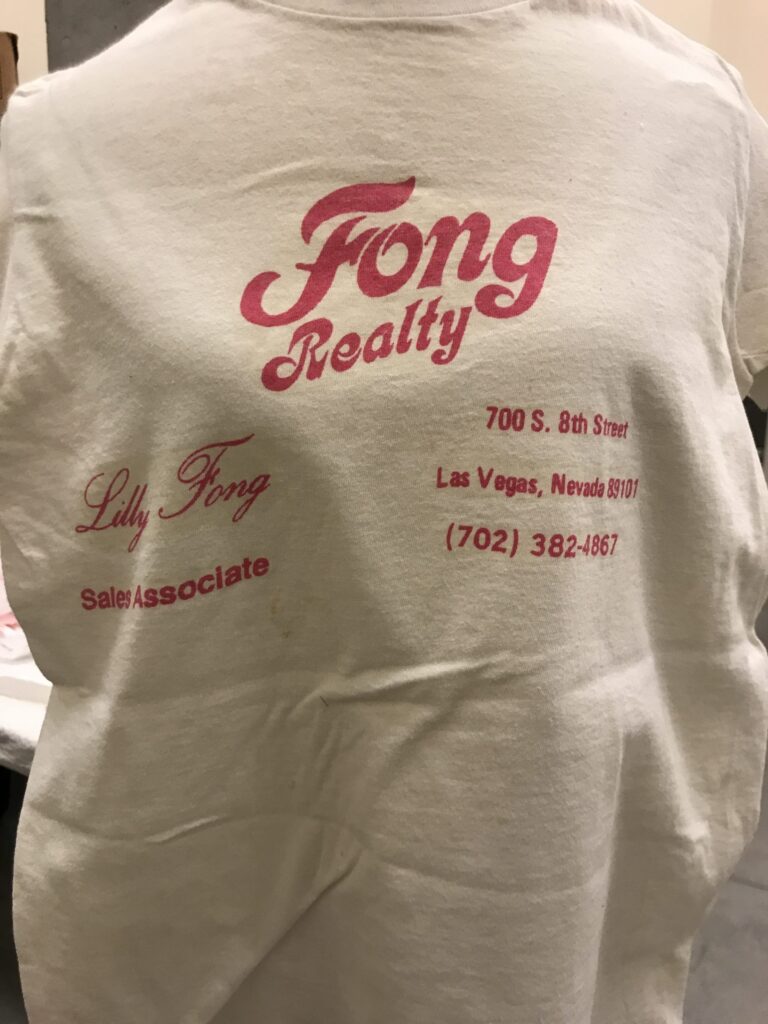 Fong
Realty
Lilly Fong
Sales Associate
700 S. 8th Street
Las Vegas, Nevada 89101
(702) 382-4867